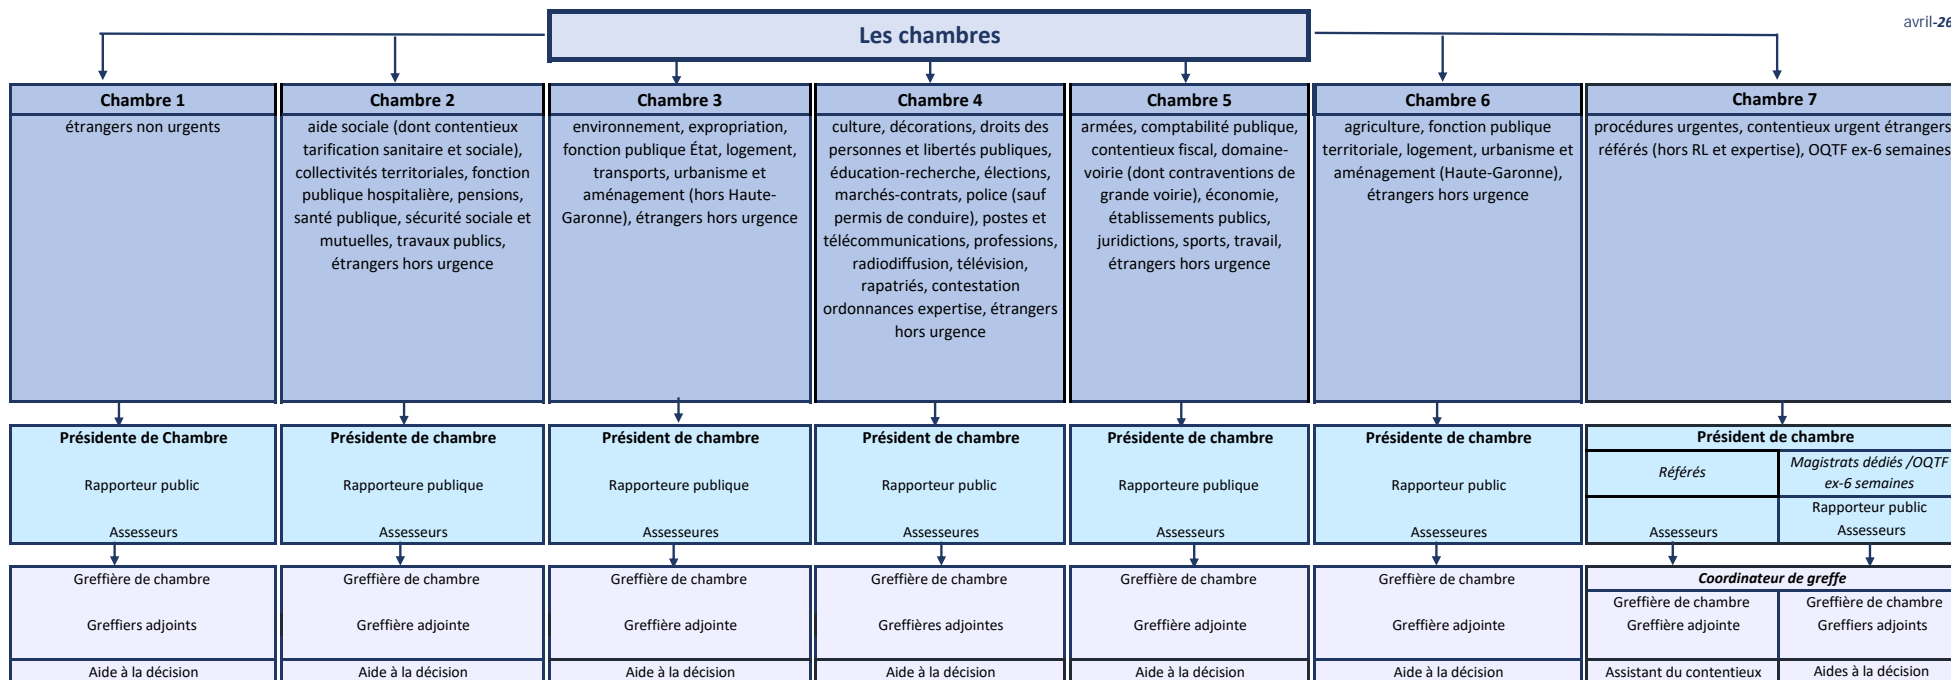 Les chambres
avril-26
Chambre 1
étrangers non urgents
Présidente de Chambre
Rapporteur public
Assesseurs
Greffière de chambre
Greffiers adjoints
Aide à la décision
Chambre 2
aide sociale (dont contentieux
tarification sanitaire et sociale),
collectivités territoriales, fonction
publique hospitalière, pensions,
santé publique, sécurité sociale et
mutuelles, travaux publics,
étrangers hors urgence
Présidente de chambre
Rapporteure publique
Assesseurs
Greffière de chambre
Greffière adjointe
Aide à la décision
Chambre 3
environnement, expropriation,
fonction publique État, logement,
transports, urbanisme et
aménagement (hors Haute-
Garonne), étrangers hors urgence
Président de chambre
Rapporteure publique
Assesseures
Greffière de chambre
Greffière adjointe
Aide à la décision
Chambre 4
culture, décorations, droits des
personnes et libertés publiques,
éducation-recherche, élections,
marchés-contrats, police (sauf
permis de conduire), postes et
télécommunications, professions,
radiodiffusion, télévision,
rapatriés, contestation
ordonnances expertise, étrangers
hors urgence
Président de chambre
Rapporteur public
Assesseures
Greffière de chambre
Greffières adjointes
Aide à la décision
Chambre 5
armées, comptabilité publique,
contentieux fiscal, domaine-
voirie (dont contraventions de
grande voirie), économie,
établissements publics,
juridictions, sports, travail,
étrangers hors urgence
Présidente de chambre
Rapporteure publique
Assesseurs
Greffière de chambre
Greffière adjointe
Aide à la décision
Chambre 6
agriculture, fonction publique
territoriale, logement, urbanisme et
aménagement (Haute-Garonne),
étrangers hors urgence
Présidente de chambre
Rapporteur public
Assesseurs
Greffière de chambre
Greffière adjointe
Aide à la décision
Chambre 7
procédures urgentes, contentieux urgent étrangers
référés (hors RL et expertise), OQTF ex-6 semaines
Président de chambre
Référés
Assesseurs
Magistrats dédiés /OQTF
ex-6 semaines
Rapporteur public
Assesseurs
Coordinateur de greffe
Greffière de chambre
Greffière adjointe
Assistant du contentieux
Greffière de chambre
Greffiers adjoints
Aides à la décision